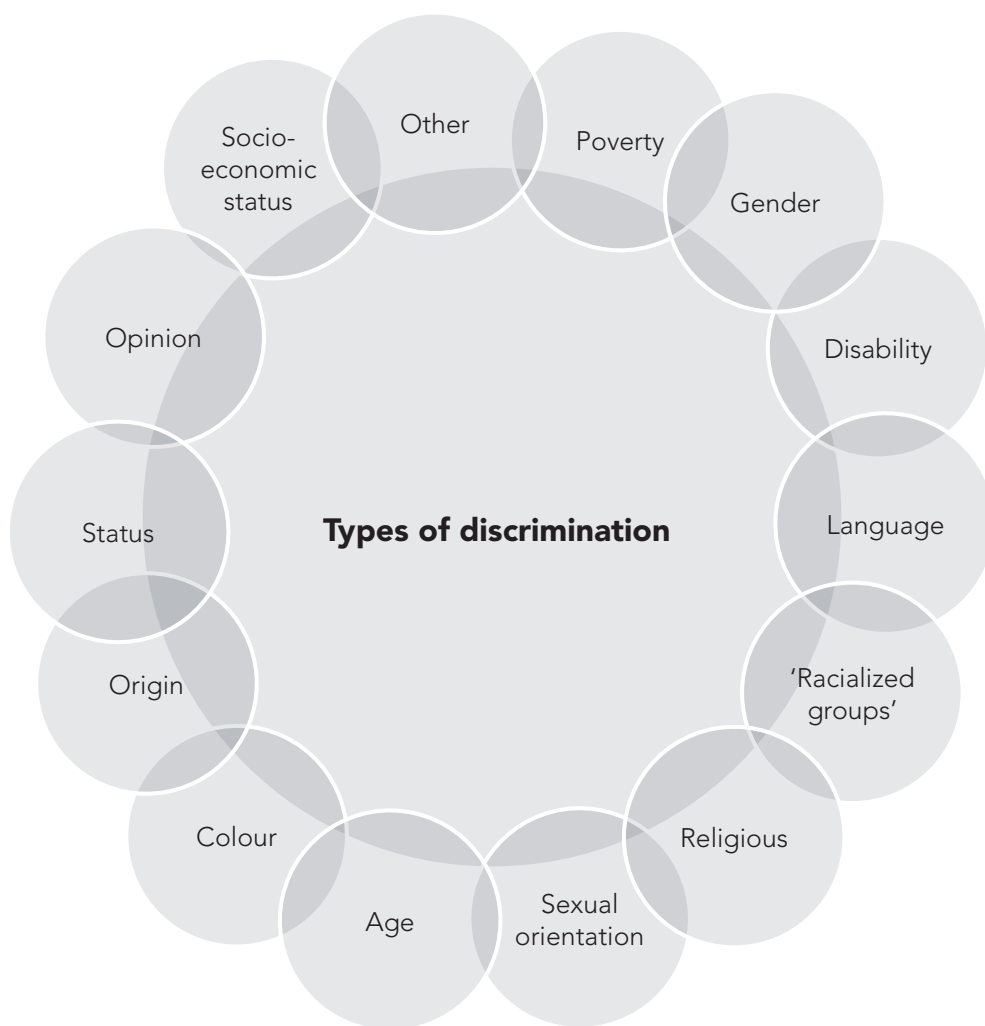 Other
Poverty
Gender
Disability
Language
‘Racialized
groups’
Religious
Sexual
orientation
Age
Colour
Origin
Status
Opinion
Socio-
economic
status
Types of discrimination